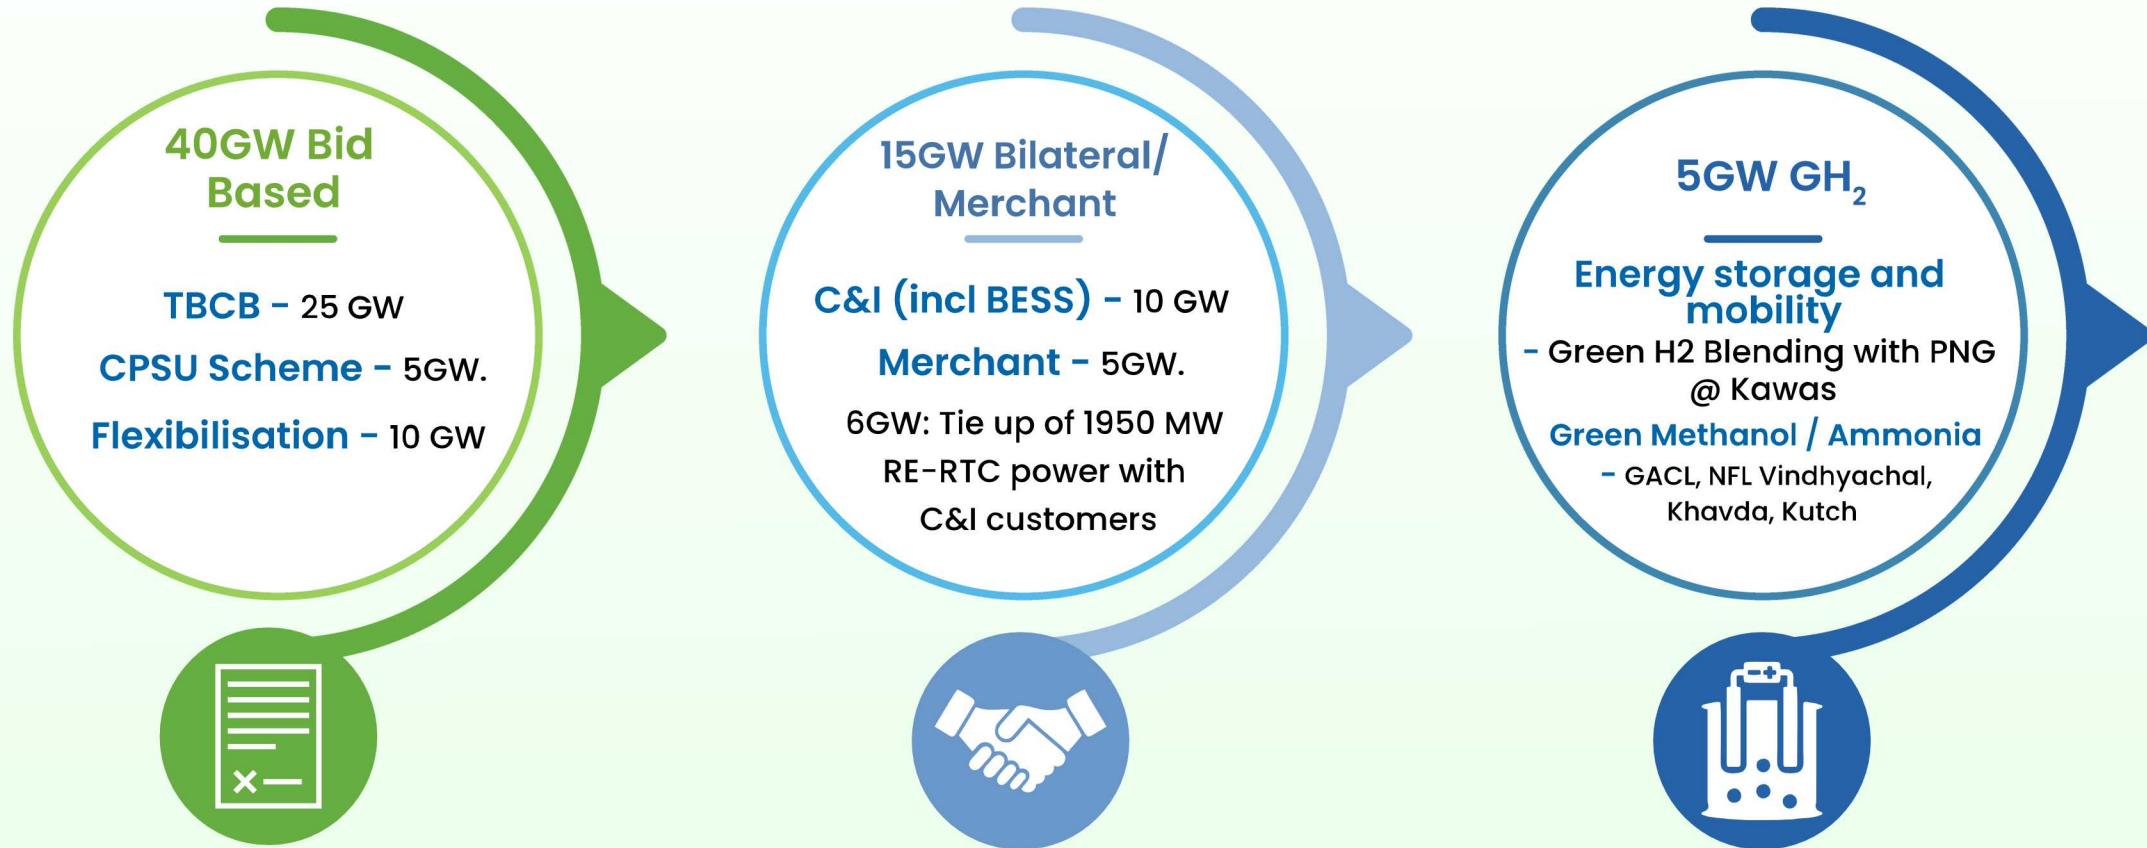 40GW Bid
Based
TBCB – 25 GW
CPSU Scheme – 5GW.
Flexibilisation – 10 GW
15GW Bilateral/
Merchant
C&I (incl BESS) – 10 GW
Merchant – 5GW.
6GW: Tie up of 1950 MW
RE-RTC power with
C&I customers
5GW GH₂
Energy storage and
mobility
– Green H2 Blending with PNG
@ Kawas
Green Methanol / Ammonia
– GACL, NFL Vindhyachal,
Khavda, Kutch